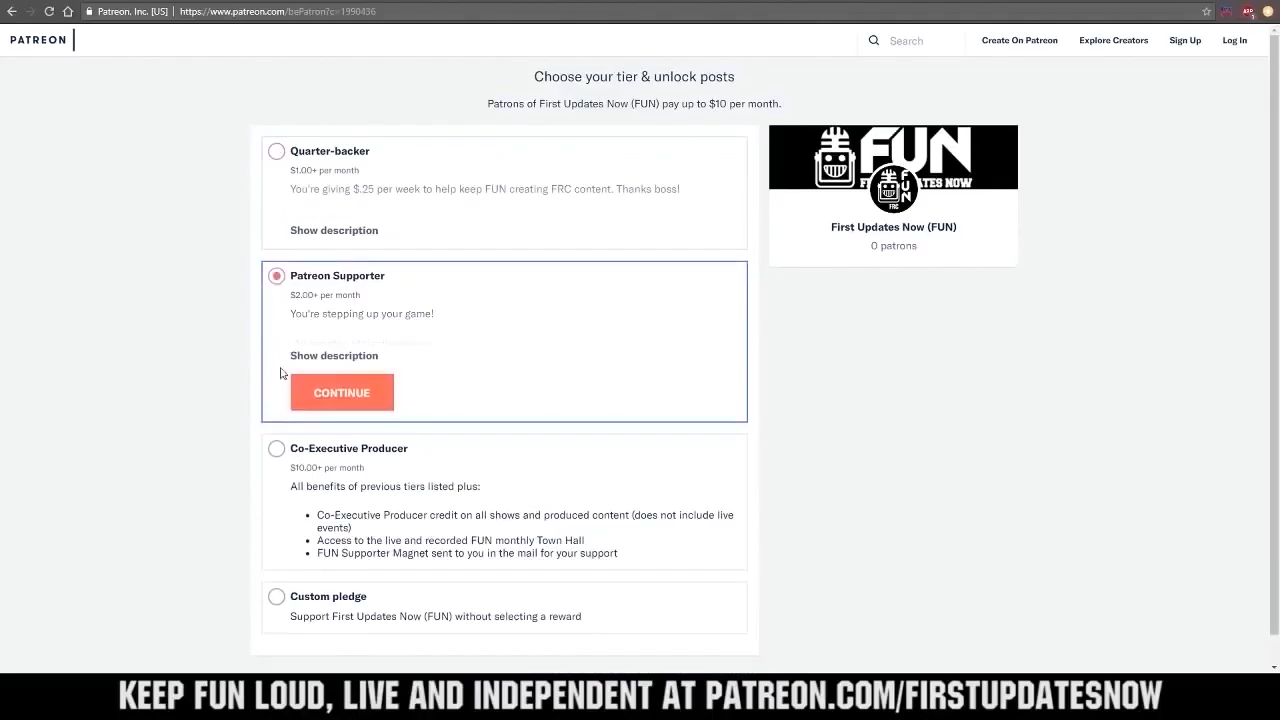 Patreon, Inc. [US] | https://www.patreon.com/bePatron?c=1990436
PATREON
Search
Create On Patreon
Explore Creators
Sign Up
Log In
Choose your tier & unlock posts
Patrons of First Updates Now (FUN) pay up to $10 per month.
Quarter-backer
$1.00+ per month
You're giving $.25 per week to help keep FUN creating FRC content. Thanks boss!
Show description
Patreon Supporter
$2.00+ per month
You're stepping up your game!
Show description
CONTINUE
Co-Executive Producer
$10.00+ per month
All benefits of previous tiers listed plus:
• Co-Executive Producer credit on all shows and produced content (does not include live
events)
• Access to the live and recorded FUN monthly Town Hall
• FUN Supporter Magnet sent to you in the mail for your support
Custom pledge
Support First Updates Now (FUN) without selecting a reward
FUN
TES NOW
FUN
FRC
First Updates Now (FUN)
0 patrons
KEEP FUN LOUD, LIVE AND INDEPENDENT AT PATREON.COM/FIRSTUPDATESNOW